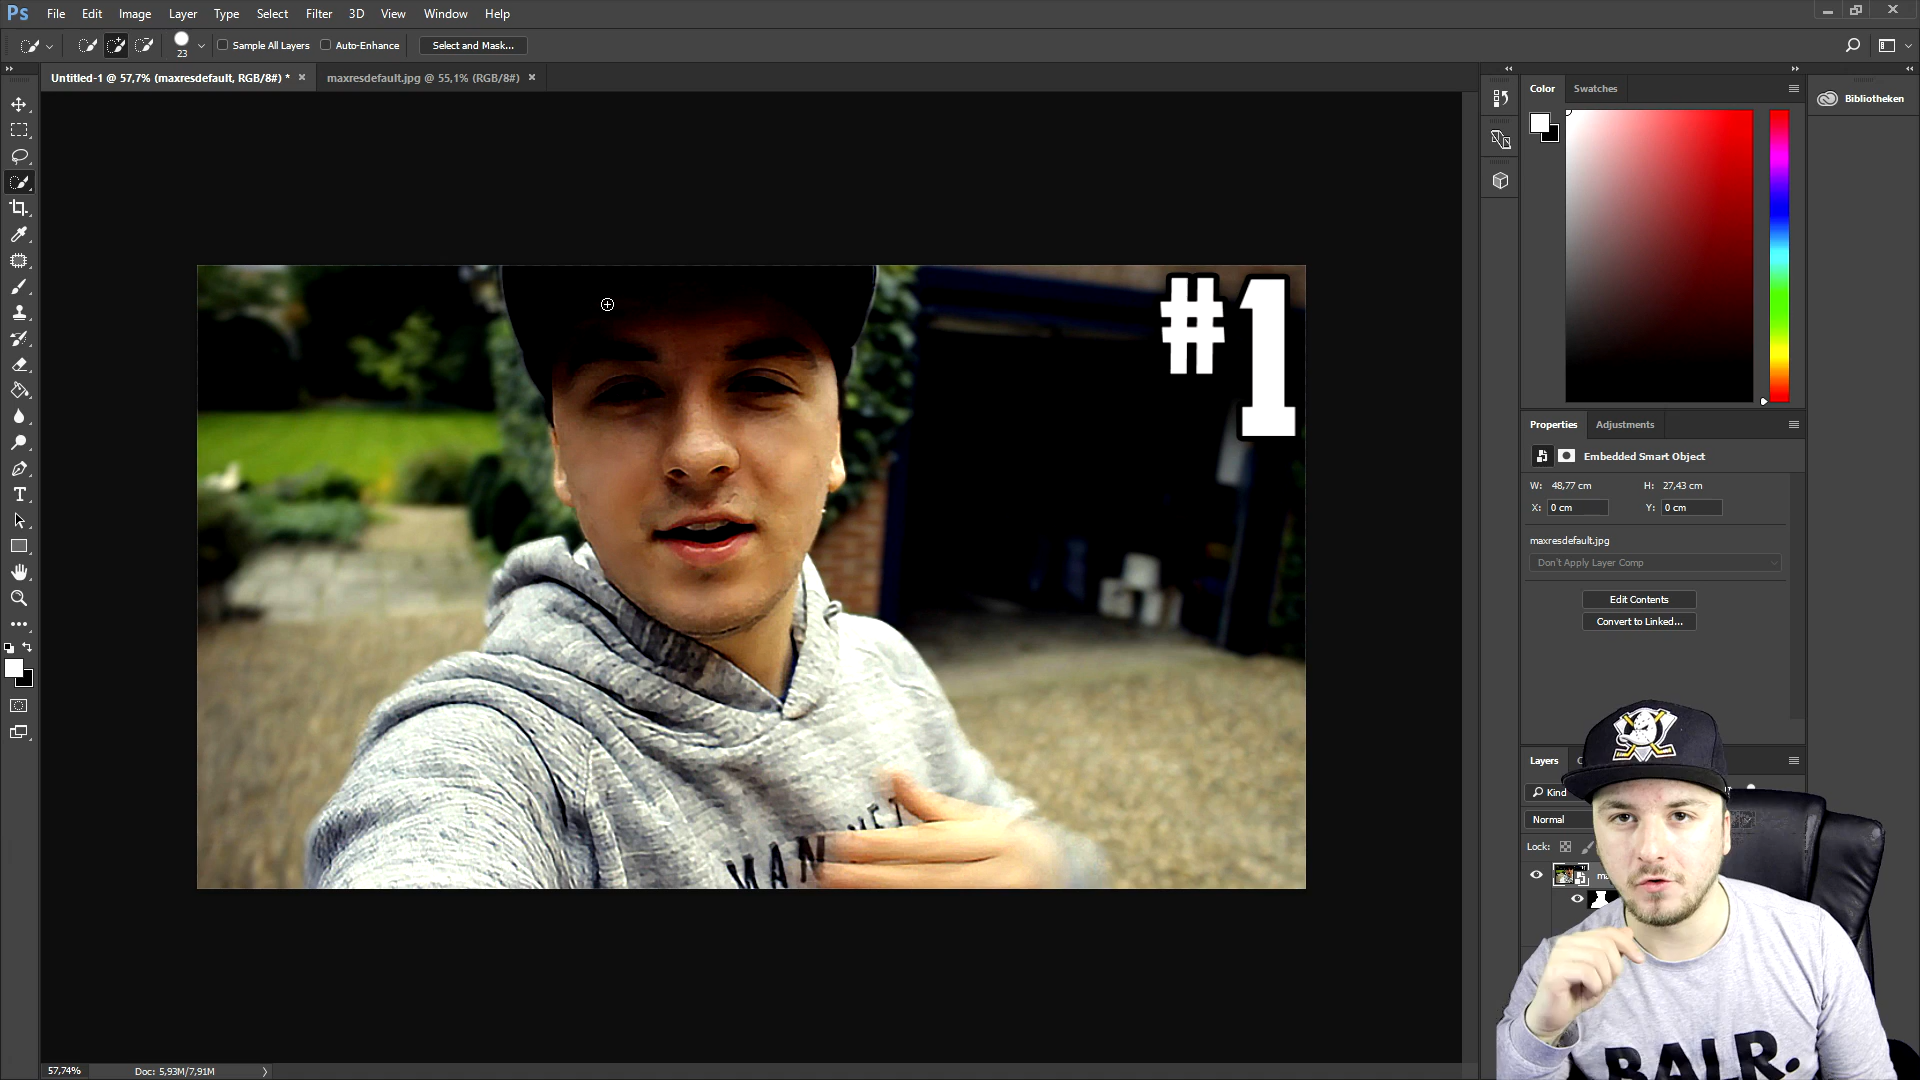 Ps File Edit Image Layer Type Select Filter 3D View Window Help
23 Sample All Layers Auto-Enhance Select and Mask...
Untitled-1 @ 57,7% (maxresdefault, RGB/8#) * × maxresdefault.jpg @ 55,1% (RGB/8#) ×
Color Swatches
Bibliotheken
#1
Properties Adjustments
Embedded Smart Object
W: 48,77 cm H: 27,43 cm
X: 0 cm Y: 0 cm
maxresdefault.jpg
Don't Apply Layer Comp
Edit Contents
Convert to Linked...
Layers
Kind
Normal
Lock:
MAN
BALR.
57,74% Doc: 5,93M/7,91M